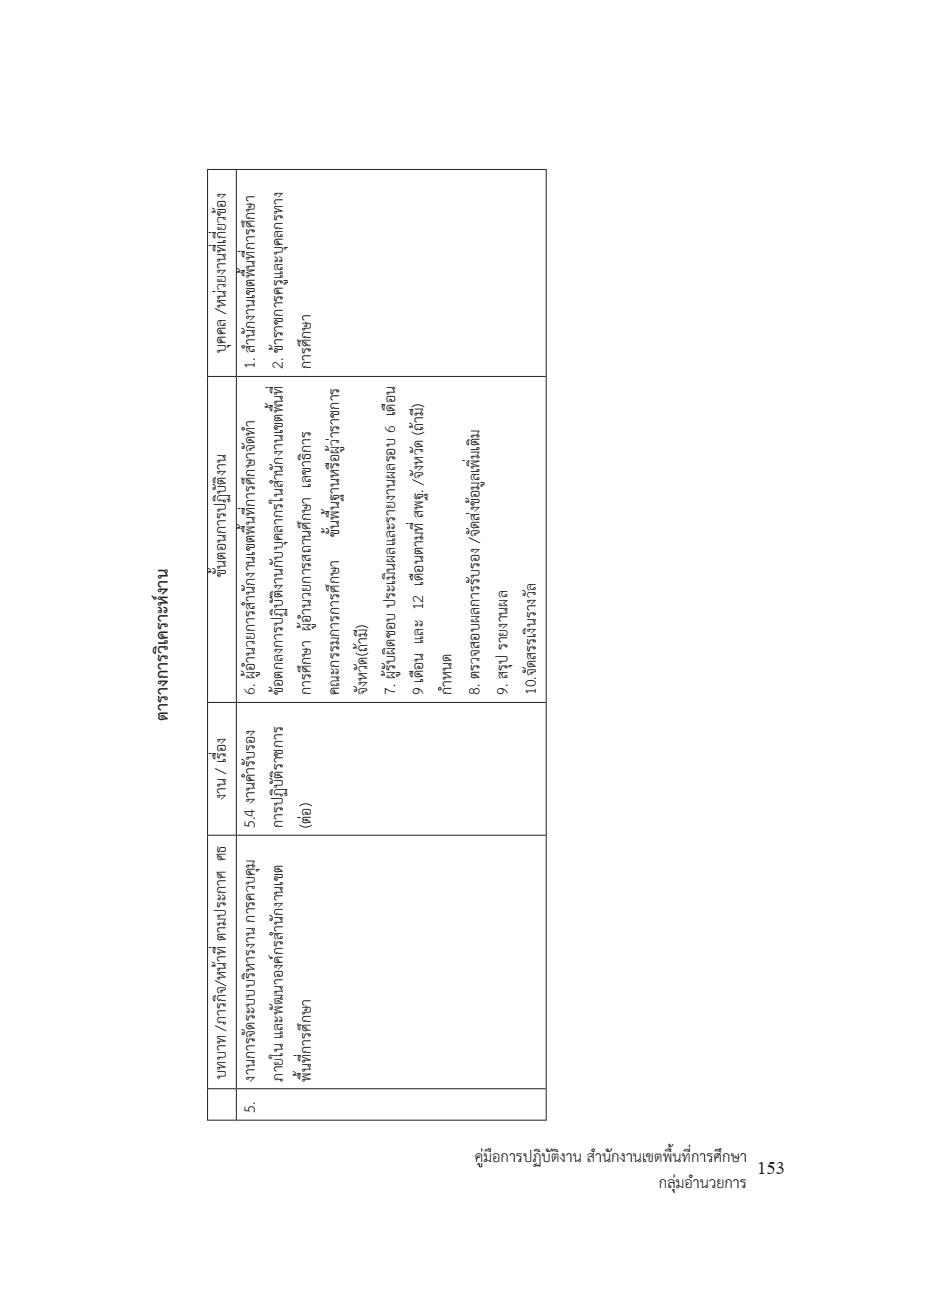 ตารางการวิเคราะห์งาน
บทบาท /ภารกิจ/หน้าที่ ตามประกาศ ศธ
งาน / เรื่อง
ขั้นตอนการปฏิบัติงาน
บุคคล /หน่วยงานที่เกี่ยวข้อง
5.
งานการจัดระบบบริหารงาน การควบคุม
ภายใน และพัฒนาองค์กรสำนักงานเขต
พื้นที่การศึกษา
5.4 งานคำรับรอง
การปฏิบัติราชการ
(ต่อ)
6. ผู้อำนวยการสำนักงานเขตพื้นที่การศึกษาจัดทำ
ข้อตกลงการปฏิบัติงานกับบุคลากรในสำนักงานเขตพื้นที่
การศึกษา ผู้อำนวยการสถานศึกษา เลขาธิการ
คณะกรรมการการศึกษา ขั้นพื้นฐานหรือผู้ว่าราชการ
จังหวัด(ถ้ามี)
7. ผู้รับผิดชอบ ประเมินผลและรายงานผลรอบ 6 เดือน
9 เดือน และ 12 เดือนตามที่ สพฐ. /จังหวัด (ถ้ามี)
กำหนด
8. ตรวจสอบผลการรับรอง /จัดส่งข้อมูลเพิ่มเติม
9. สรุป รายงานผล
10.จัดสรรเงินรางวัล
1. สำนักงานเขตพื้นที่การศึกษา
2. ข้าราชการครูและบุคลกรทาง
การศึกษา
คู่มือการปฏิบัติงาน สำนักงานเขตพื้นที่การศึกษา
กลุ่มอำนวยการ
153